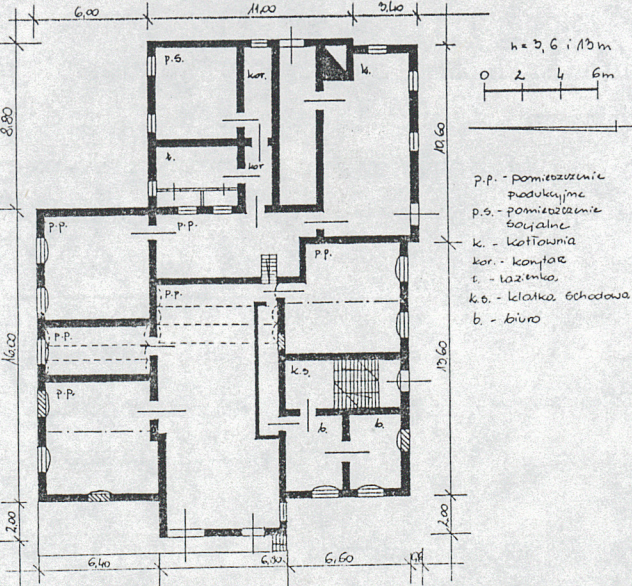 6,00 11,00 3,40
h = 3,6 i 13m
0 2 4 6m
8,80
10,60
p.s. kor. k.
ł. kor
p.p. p.p.
p.p.
p.p.
p.p.
p.p.
k.s.
b. b.
p.p. - pomieszczenie
produkcyjne
p.s. - pomieszczenie
socjalne
k. - kotłownia
kor. - korytarz
ł. - łazienka
k.s. - klatka schodowa
b. - biuro
16,00
13,60
2,00
2,00
6,40 6,60